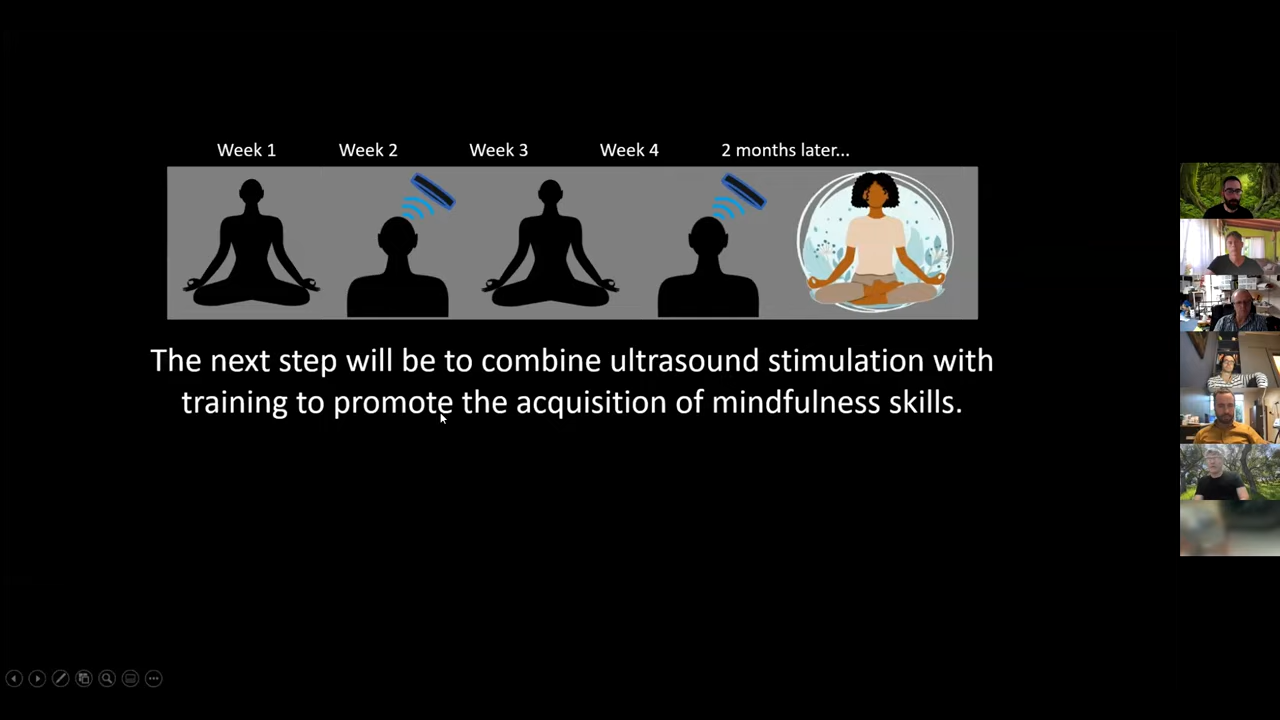 Week 1 Week 2 Week 3 Week 4 2 months later...
The next step will be to combine ultrasound stimulation with
training to promote the acquisition of mindfulness skills.